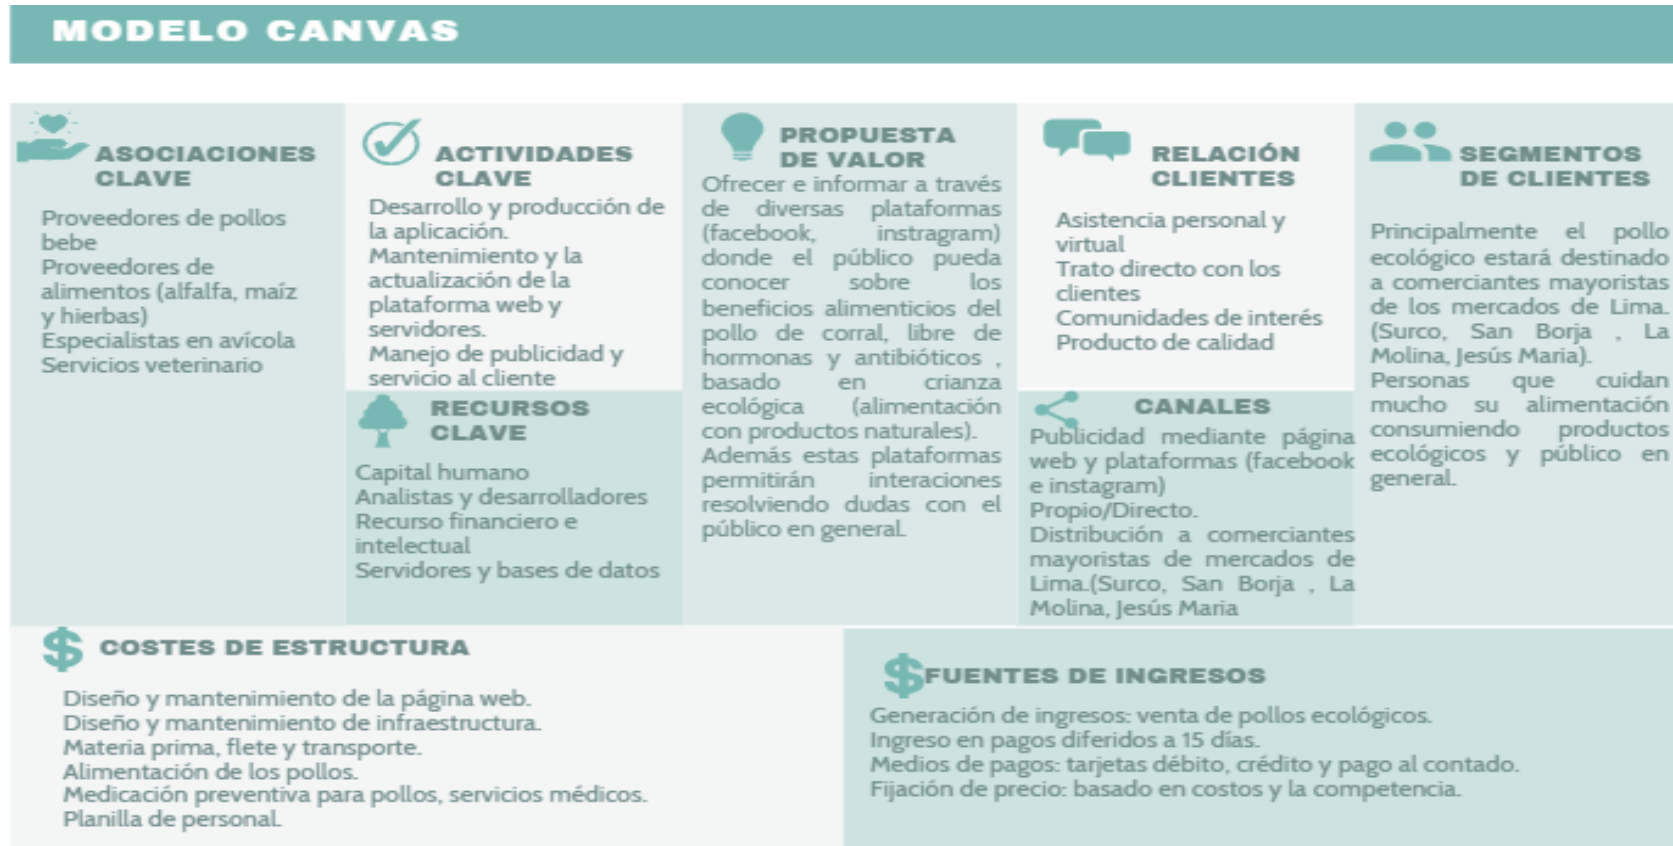 MODELO CANVAS
ASOCIACIONES
CLAVE
Proveedores de pollos
bebe
Proveedores de
alimentos (alfalfa, maíz
y hierbas)
Especialistas en avícola
Servicios veterinario
ACTIVIDADES
CLAVE
Desarrollo y producción de
la aplicación.
Mantenimiento y la
actualización de la
plataforma web y
servidores.
Manejo de publicidad y
servicio al cliente
RECURSOS
CLAVE
Capital humano
Analistas y desarrolladores
Recurso financiero e
intelectual
Servidores y bases de datos
PROPUESTA
DE VALOR
Ofrecer e informar a través
de diversas plataformas
(facebook, instragram)
donde el público pueda
conocer sobre los
beneficios alimenticios del
pollo de corral, libre de
hormonas y antibióticos ,
basado en crianza
ecológica (alimentación
con productos naturales).
Además estas plataformas
permitirán interaciones
resolviendo dudas con el
público en general.
RELACIÓN
CLIENTES
Asistencia personal y
virtual
Trato directo con los
clientes
Comunidades de interés
Producto de calidad
CANALES
Publicidad mediante página
web y plataformas (facebook
e instagram)
Propio/Directo.
Distribución a comerciantes
mayoristas de mercados de
Lima.(Surco, San Borja , La
Molina, Jesús Maria
SEGMENTOS
DE CLIENTES
Principalmente el pollo
ecológico estará destinado
a comerciantes mayoristas
de los mercados de Lima.
(Surco, San Borja , La
Molina, Jesús Maria).
Personas que cuidan
mucho su alimentación
consumiendo productos
ecológicos y público en
general.
COSTES DE ESTRUCTURA
Diseño y mantenimiento de la página web.
Diseño y mantenimiento de infraestructura.
Materia prima, flete y transporte.
Alimentación de los pollos.
Medicación preventiva para pollos, servicios médicos.
Planilla de personal.
FUENTES DE INGRESOS
Generación de ingresos: venta de pollos ecológicos.
Ingreso en pagos diferidos a 15 días.
Medios de pagos: tarjetas débito, crédito y pago al contado.
Fijación de precio: basado en costos y la competencia.